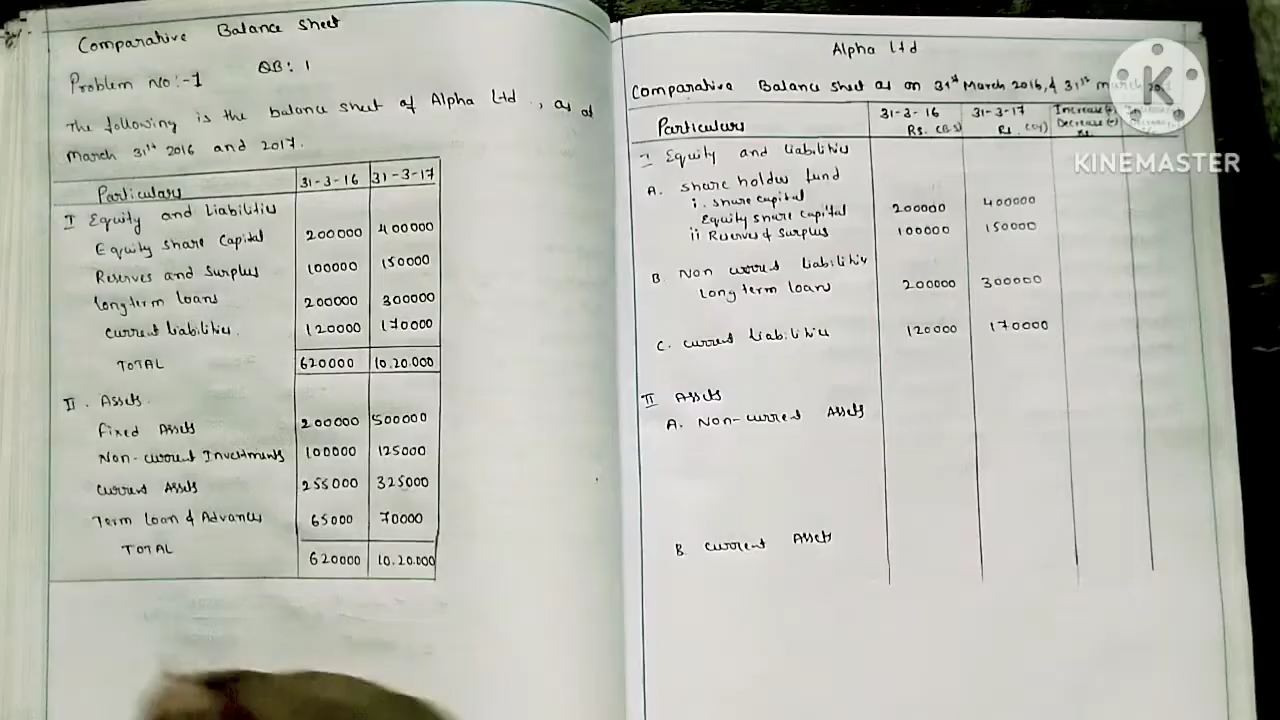 Comparative Balance sheet
Problem No:-1 QB: 1
The following is the balance sheet of Alpha Ltd, as of
March 31st 2016 and 2017.
Particulars 31-3-16 31-3-17
I Equity and Liabilities
Equity share Capital 200000 400000
Reserves and Surplus 100000 150000
Long term loans 200000 300000
current liabilities. 120000 170000
TOTAL 620000 10.20.000
II. Assets.
Fixed Assets 200000 500000
Non-current Investments 100000 125000
Current Assets 255000 325000
Term loan & Advances 65000 70000
TOTAL 620000 10.20.000
Alpha Ltd
Comparative Balance sheet as on 31st March 2016, & 31st March
Particulars 31-3-16 Rs. 31-3-17 Rs. (CY) Increase (+) Decrease (-)
I Equity and liabilities
A. Share holder fund
i. share capital
Equity share capital 200000 400000
ii Reserves & Surplus 100000 150000
B Non current liabilities
long term loans 200000 300000
C. current liabilities 120000 170000
II Assets
A. Non-current Assets
B. Current Assets
K
KINEMASTER